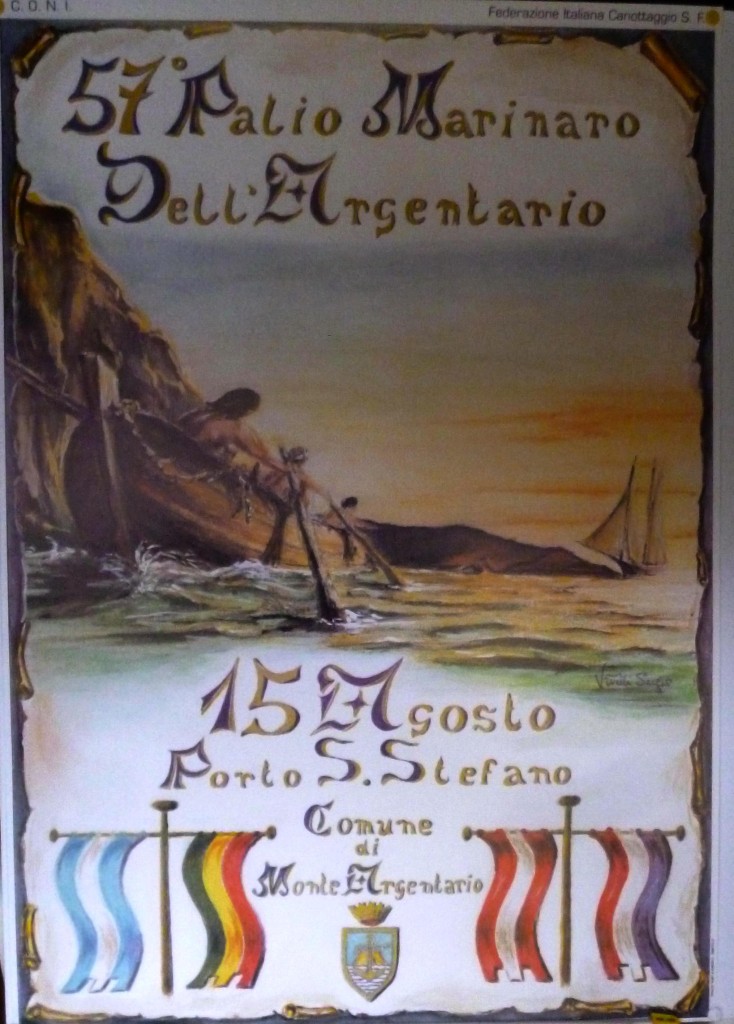 C. O. N. I.
Federazione Italiana Canottaggio S. F.
57° Palio Marinaro
Dell'Argentario
15 Agosto
Porto S. Stefano
Comune
di
Monte Argentario